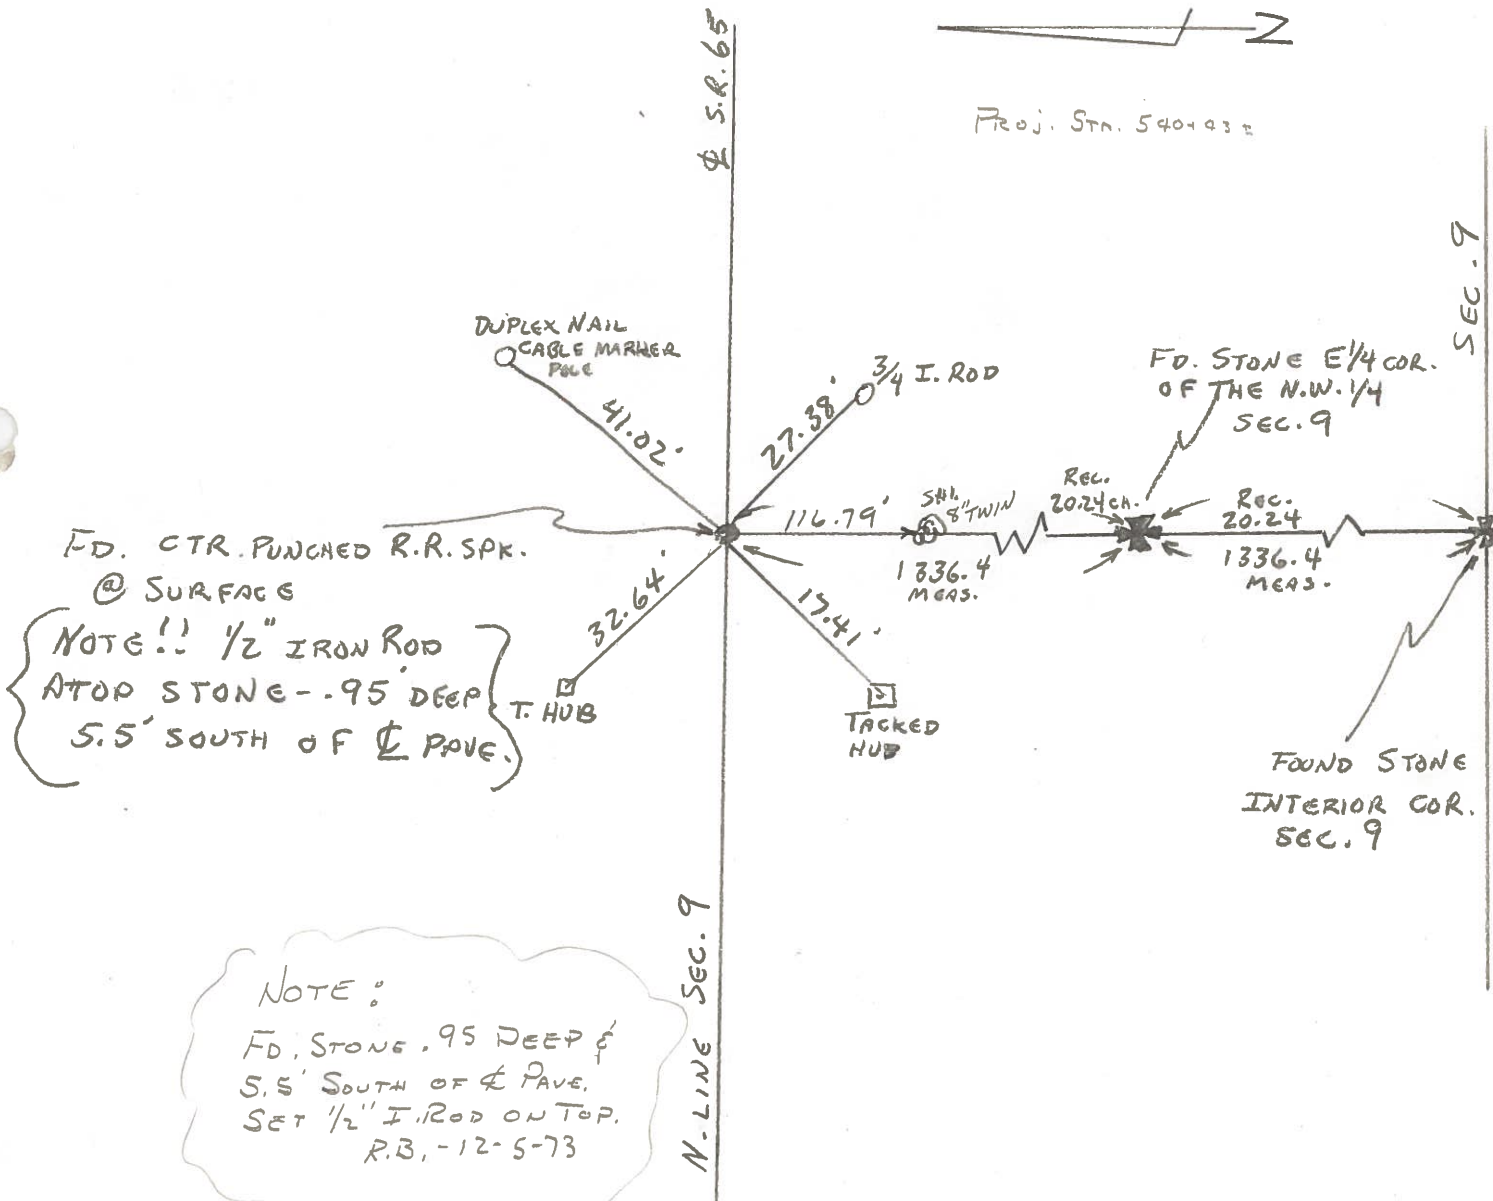 ℄ S.R. 65
N
PROJ. STA. 540+43±
SEC. 9
DUPLEX NAIL
CABLE MARKER
POLE
41.02'
27.38'
3/4 I. ROD
FD. STONE E 1/4 COR.
OF THE N.W. 1/4
SEC. 9
FD. CTR. PUNCHED R.R. SPK.
@ SURFACE
116.79'
8" TWIN
1336.4
MEAS.
REC.
20.24 CH.
REC.
20.24
1336.4
MEAS.
NOTE!! 1/2" IRON ROD
ATOP STONE -- .95' DEEP
5.5' SOUTH OF ℄ PAVE.
32.64'
T. HUB
17.41'
TACKED
HUB
FOUND STONE
INTERIOR COR.
SEC. 9
N. LINE SEC. 9
NOTE:
FD. STONE .95 DEEP &
5.5' SOUTH OF ℄ PAVE.
SET 1/2" I. ROD ON TOP.
R.B. - 12-5-73